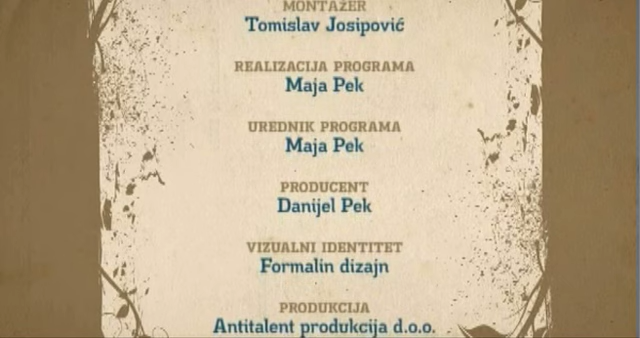 MONTAŽER
Tomislav Josipović
REALIZACIJA PROGRAMA
Maja Pek
UREDNIK PROGRAMA
Maja Pek
PRODUCENT
Danijel Pek
VIZUALNI IDENTITET
Formalin dizajn
PRODUKCIJA
Antitalent produkcija d.o.o.